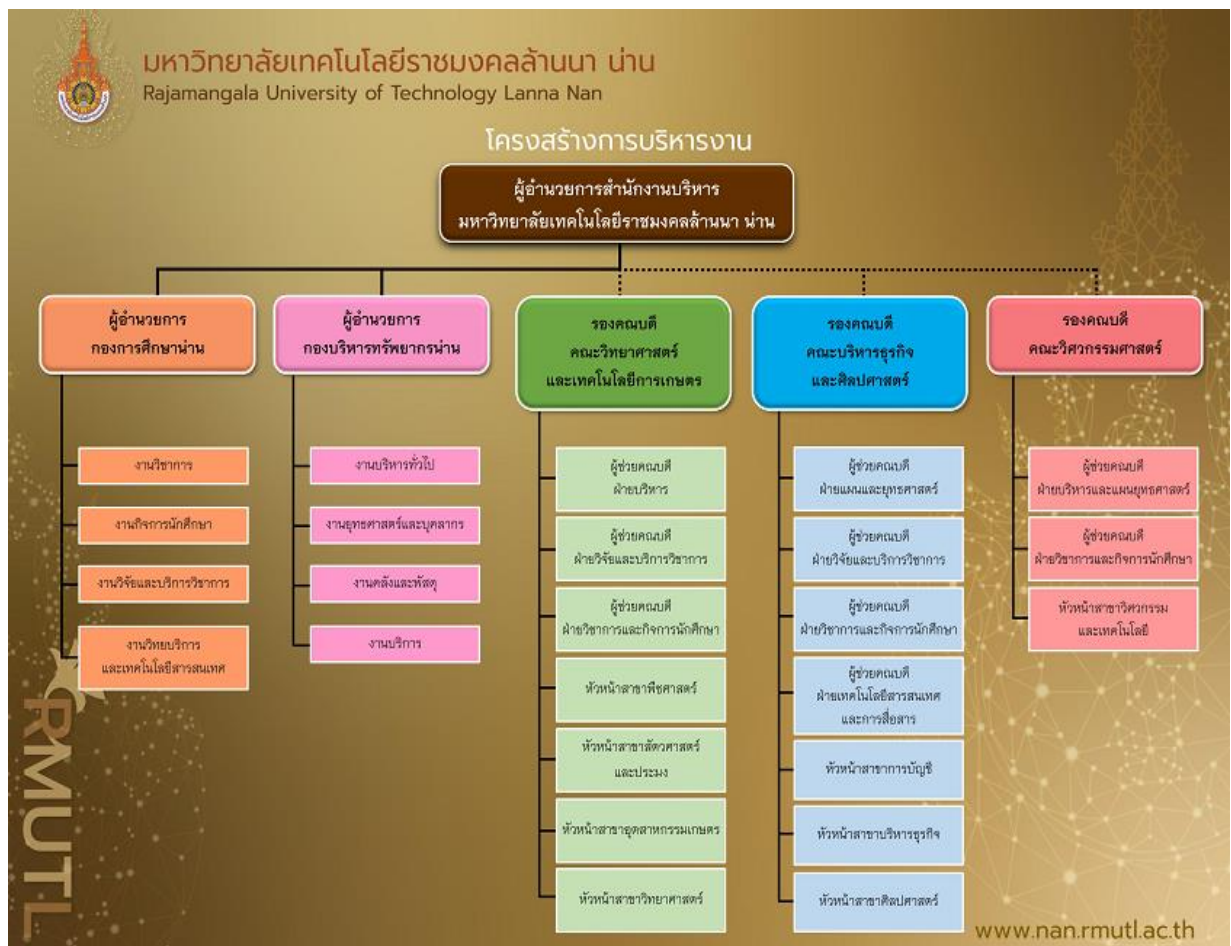 มหาวิทยาลัยเทคโนโลยีราชมงคลล้านนา น่าน
Rajamangala University of Technology Lanna Nan
โครงสร้างการบริหารงาน
ผู้อำนวยการสำนักงานบริหาร
มหาวิทยาลัยเทคโนโลยีราชมงคลล้านนา น่าน
ผู้อำนวยการ
กองการศึกษาน่าน
งานวิชาการ
งานกิจการนักศึกษา
งานวิจัยและบริการวิชาการ
งานวิทยบริการ
และเทคโนโลยีสารสนเทศ
ผู้อำนวยการ
กองบริหารทรัพยากรน่าน
งานบริหารทั่วไป
งานยุทธศาสตร์และบุคลากร
งานคลังและพัสดุ
งานบริการ
รองคณบดี
คณะวิทยาศาสตร์
และเทคโนโลยีการเกษตร
ผู้ช่วยคณบดี
ฝ่ายบริหาร
ผู้ช่วยคณบดี
ฝ่ายวิจัยและบริการวิชาการ
ผู้ช่วยคณบดี
ฝ่ายวิชาการและกิจการนักศึกษา
หัวหน้าสาขาพืชศาสตร์
หัวหน้าสาขาสัตวศาสตร์
และประมง
หัวหน้าสาขาอุตสาหกรรมเกษตร
หัวหน้าสาขาวิทยาศาสตร์
รองคณบดี
คณะบริหารธุรกิจ
และศิลปศาสตร์
ผู้ช่วยคณบดี
ฝ่ายแผนและยุทธศาสตร์
ผู้ช่วยคณบดี
ฝ่ายวิจัยและบริการวิชาการ
ผู้ช่วยคณบดี
ฝ่ายวิชาการและกิจการนักศึกษา
ผู้ช่วยคณบดี
ฝ่ายเทคโนโลยีสารสนเทศ
และการสื่อสาร
หัวหน้าสาขาการบัญชี
หัวหน้าสาขาบริหารธุรกิจ
หัวหน้าสาขาศิลปศาสตร์
รองคณบดี
คณะวิศวกรรมศาสตร์
ผู้ช่วยคณบดี
ฝ่ายบริหารและแผนยุทธศาสตร์
ผู้ช่วยคณบดี
ฝ่ายวิชาการและกิจการนักศึกษา
หัวหน้าสาขาวิศวกรรม
และเทคโนโลยี
RMUTL
www.nan.rmutl.ac.th